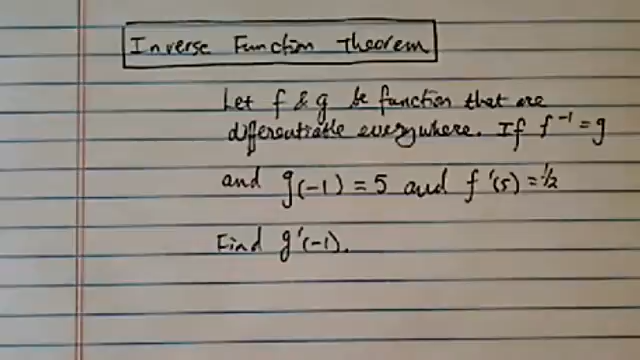 Inverse Function Theorem
Let f & g be function that are
differentiable everywhere. If f⁻¹ = g
and g(-1) = 5 and f'(5) = 1/2
Find g'(-1).